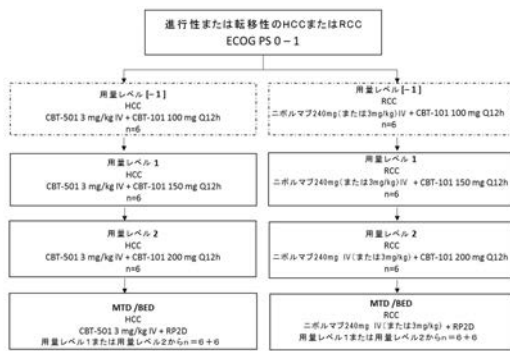 進行性または転移性のHCCまたはRCC
ECOG PS 0 – 1
用量レベル [–1]
HCC
CBT-501 3 mg/kg IV + CBT-101 100 mg Q12h
n=6
用量レベル 1
HCC
CBT-501 3 mg/kg IV + CBT-101 150 mg Q12h
n=6
用量レベル 2
HCC
CBT-501 3 mg/kg IV + CBT-101 200 mg Q12h
n=6
MTD /BED
HCC
CBT-501 3 mg/kg IV + RP2D
用量レベル1または用量レベル2からn=6+6
用量レベル [–1]
RCC
ニボルマブ240mg(または3mg/kg)IV + CBT-101 100 mg Q12h
n=6
用量レベル 1
RCC
ニボルマブ240mg(または3mg/kg)IV + CBT-101 150 mg Q12h
n=6
用量レベル 2
RCC
ニボルマブ240mg IV(または3mg/kg)+ CBT-101 200 mg Q12h
n=6
MTD /BED
RCC
ニボルマブ240mg IV(または3mg/kg) + RP2D
用量レベル1または用量レベル2からn=6+6